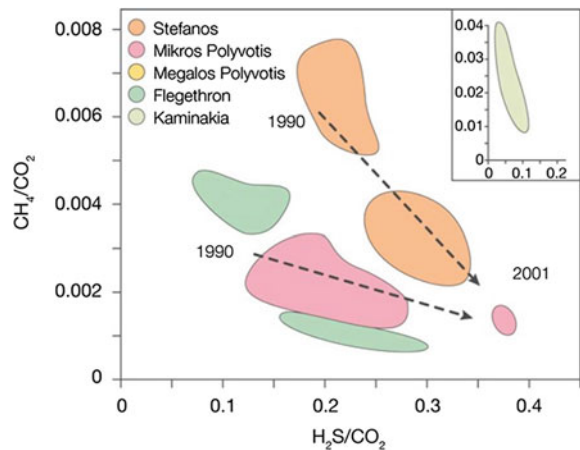 0.008
0.006
0.004
0.002
0
CH₄/CO₂
Stefanos
Mikros Polyvotis
Megalos Polyvotis
Flegethron
Kaminakia
1990
1990
2001
0.04
0.03
0.02
0.01
0
0 0.1 0.2
0 0.1 0.2 0.3 0.4
H₂S/CO₂